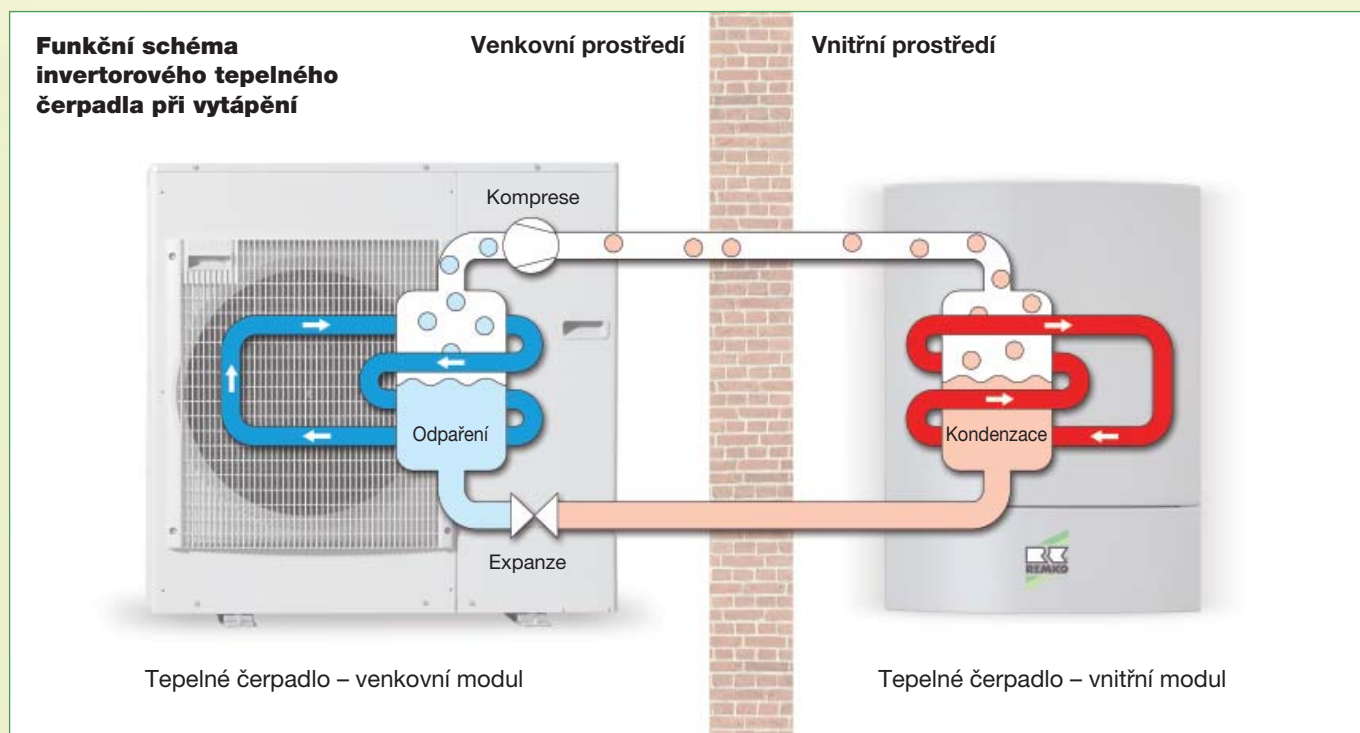 Funkční schéma
invertorového tepelného
čerpadla při vytápění
Venkovní prostředí
Vnitřní prostředí
Komprese
Odpaření
Kondenzace
Expanze
REMKO
Tepelné čerpadlo – venkovní modul
Tepelné čerpadlo – vnitřní modul